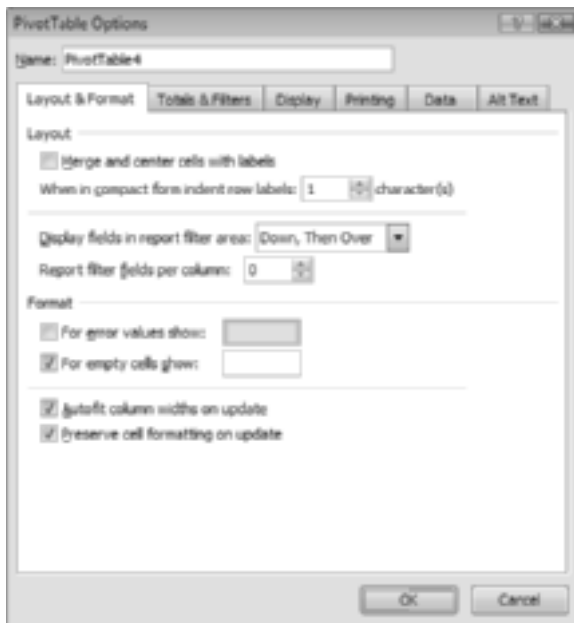 PivotTable Options
Name: PivotTable4
Layout & Format Totals & Filters Display Printing Data Alt Text
Layout
Merge and center cells with labels
When in compact form indent row labels: 1 character(s)
Display fields in report filter area: Down, Then Over
Report filter fields per column: 0
Format
For error values show:
For empty cells show:
Autofit column widths on update
Preserve cell formatting on update
OK Cancel